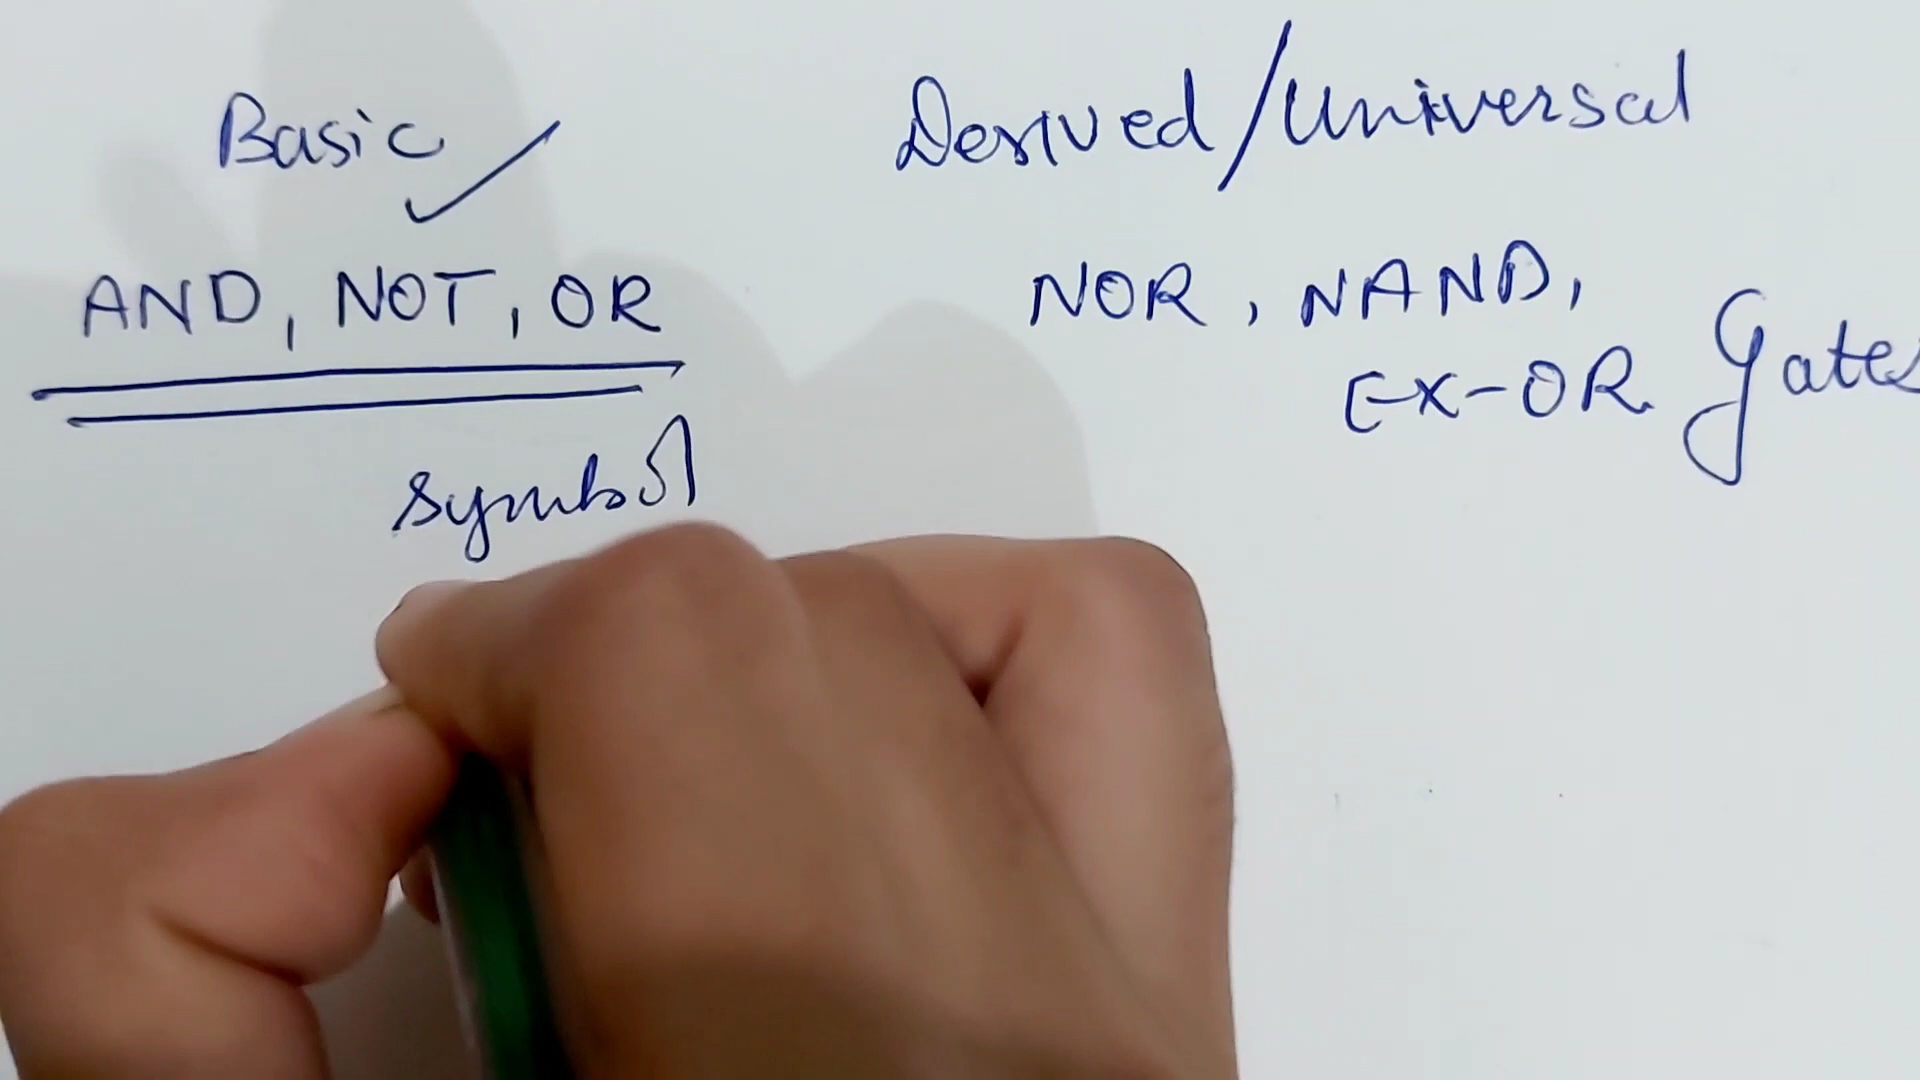 Basic
AND, NOT, OR
symbol
Derived/Universal
NOR, NAND,
EX-OR Gates